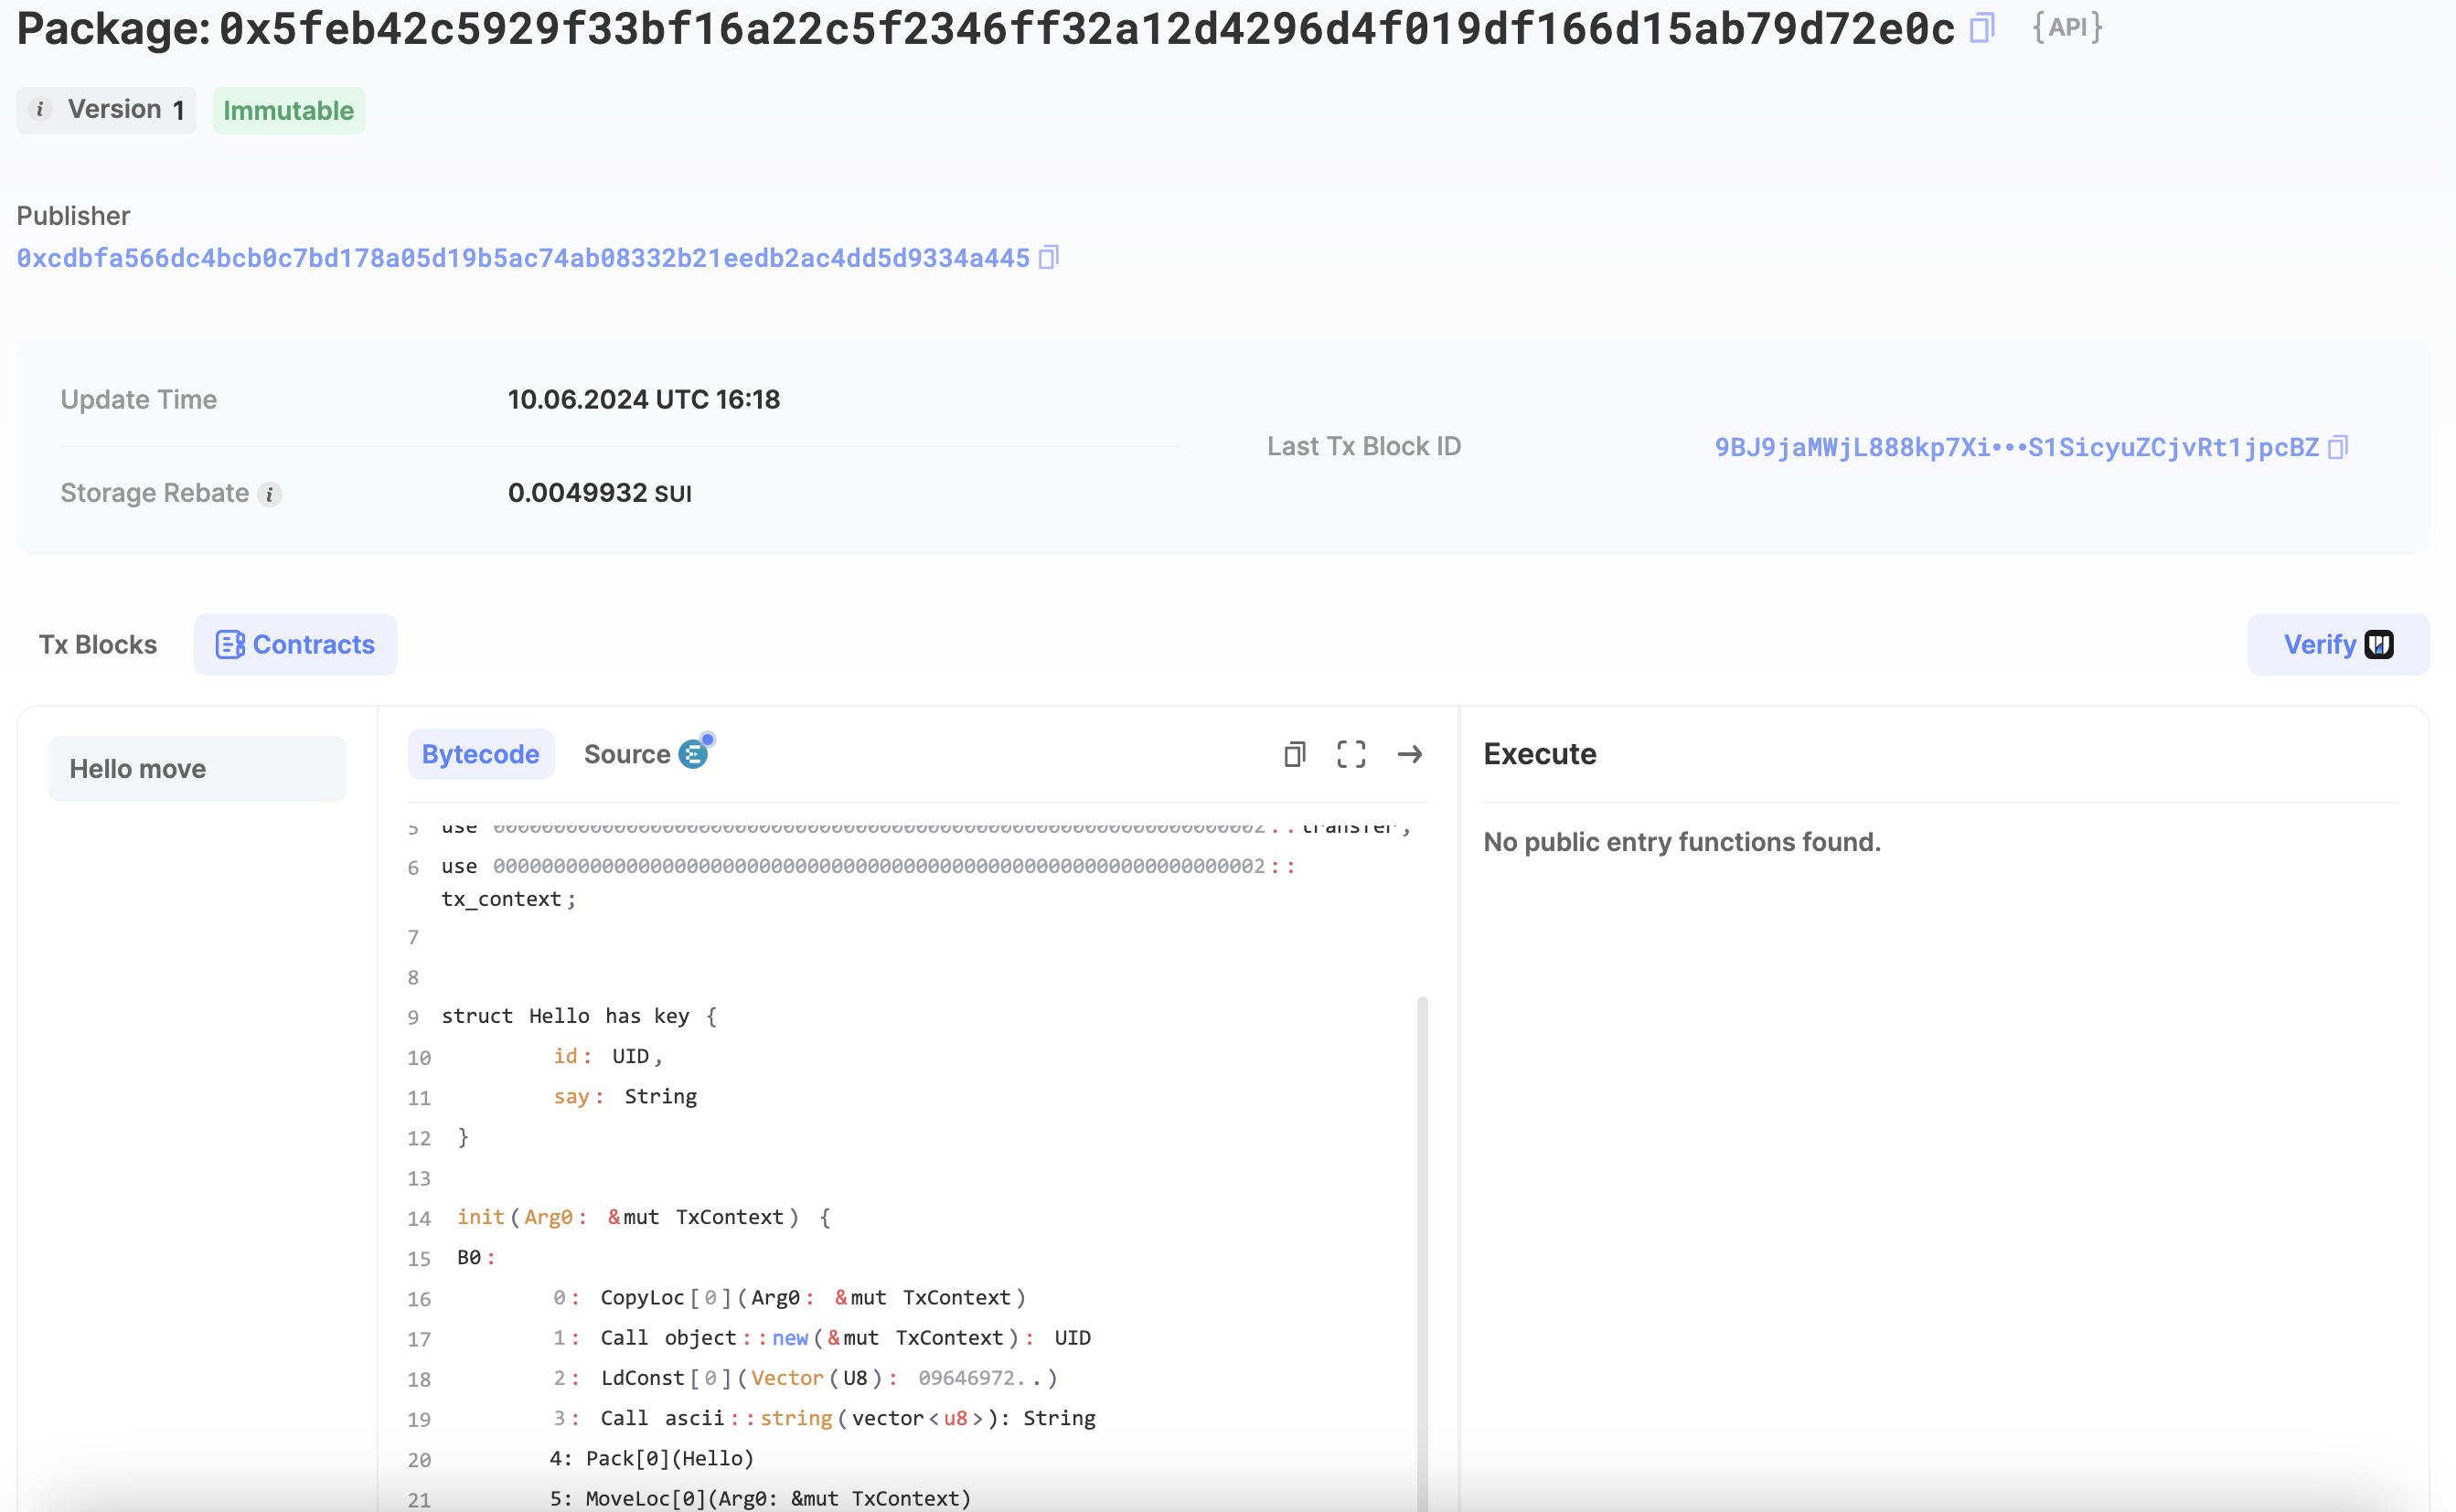 Package: 0x5feb42c5929f33bf16a22c5f2346ff32a12d4296d4f019df166d15ab79d72e0c {API}
i Version 1 Immutable
Publisher
0xcdbfa566dc4bcb0c7bd178a05d19b5ac74ab08332b21eedb2ac4dd5d9334a445
Update Time 10.06.2024 UTC 16:18
Last Tx Block ID 9BJ9jaMWjL888kp7Xi•••S1SicyuZCjvRt1jpcBZ
Storage Rebate i 0.0049932 SUI
Tx Blocks Contracts Verify
Hello move
Bytecode Source
Execute
No public entry functions found.
5 use 0000000000000000000000000000000000000000000000000000000000000002::transfer;
6 use 0000000000000000000000000000000000000000000000000000000000000002::
tx_context;
7
8
9 struct Hello has key {
10 id: UID,
11 say: String
12 }
13
14 init(Arg0: &mut TxContext) {
15 B0:
16 0: CopyLoc[0](Arg0: &mut TxContext)
17 1: Call object::new(&mut TxContext): UID
18 2: LdConst[0](Vector(U8): 09646972..)
19 3: Call ascii::string(vector<u8>): String
20 4: Pack[0](Hello)
21 5: MoveLoc[0](Arg0: &mut TxContext)